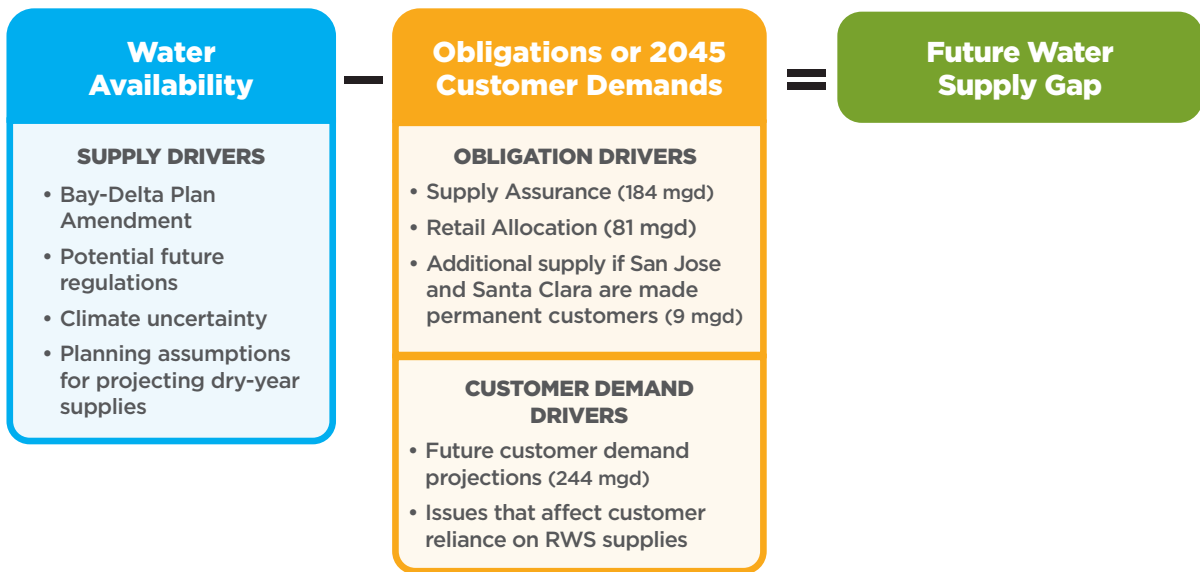 Water
Availability
SUPPLY DRIVERS
• Bay-Delta Plan
Amendment
• Potential future
regulations
• Climate uncertainty
• Planning assumptions
for projecting dry-year
supplies
–
Obligations or 2045
Customer Demands
OBLIGATION DRIVERS
• Supply Assurance (184 mgd)
• Retail Allocation (81 mgd)
• Additional supply if San Jose
and Santa Clara are made
permanent customers (9 mgd)
CUSTOMER DEMAND
DRIVERS
• Future customer demand
projections (244 mgd)
• Issues that affect customer
reliance on RWS supplies
=
Future Water
Supply Gap